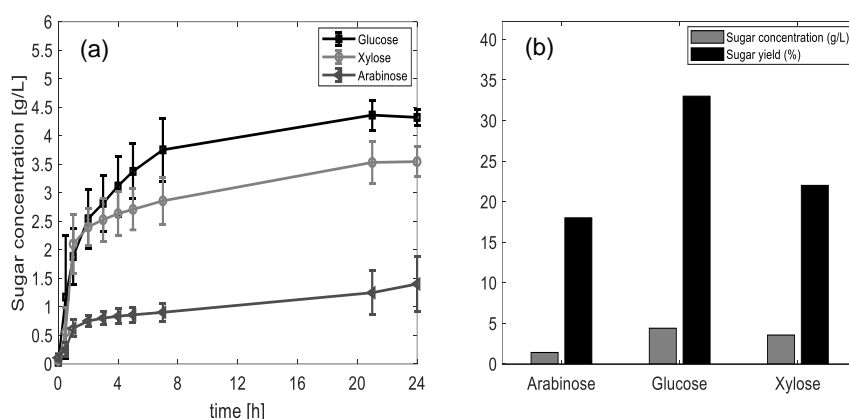 (a)
Glucose
Xylose
Arabinose
Sugar concentration [g/L]
6
5.5
5
4.5
4
3.5
3
2.5
2
1.5
1
0.5
0
0 4 8 12 16 20 24
time [h]
(b)
Sugar concentration (g/L)
Sugar yield (%)
40
35
30
25
20
15
10
5
0
Arabinose Glucose Xylose